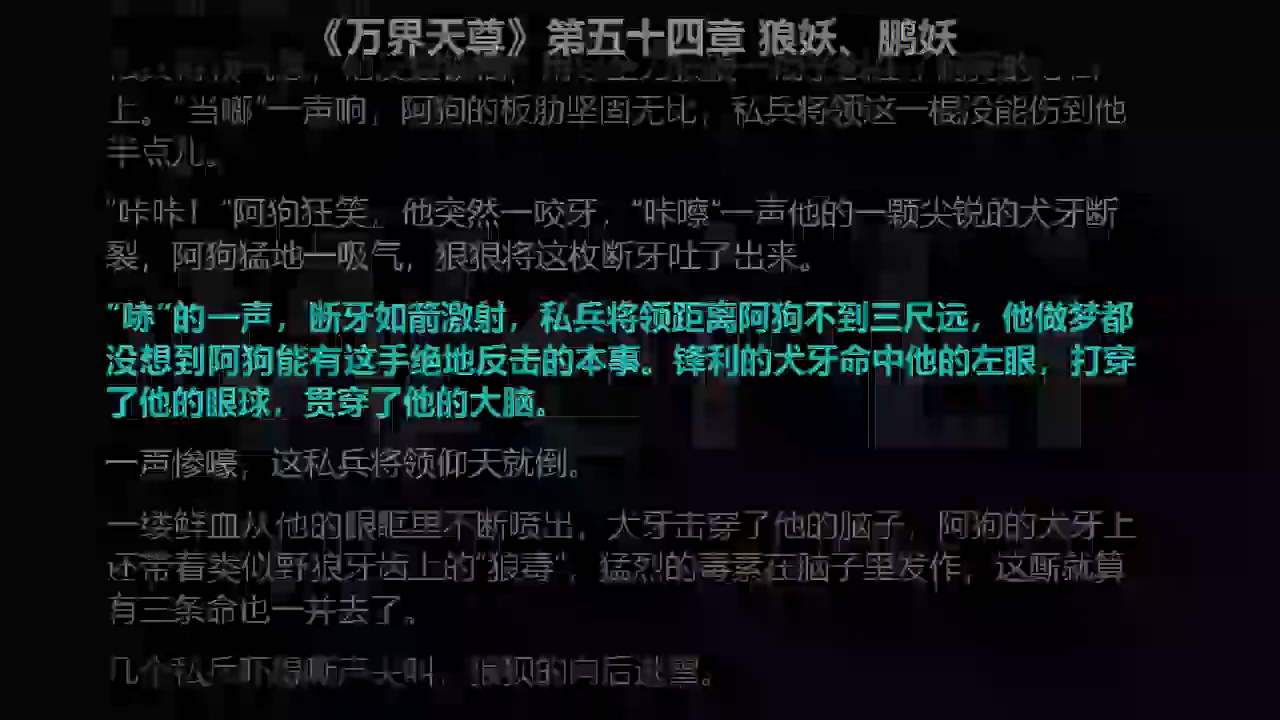 《万界天尊》第五十四章 狼妖、鹏妖
上。“当啷”一声响，阿狗的板肋坚固无比，私兵将领这一棍没能伤到他
半点儿。
“咔咔！“阿狗狂笑。他突然一咬牙，“咔嚓“一声他的一颗尖锐的犬牙断
裂，阿狗猛地一吸气，狠狠将这枚断牙吐了出来。
“哧“的一声，断牙如箭激射，私兵将领距离阿狗不到三尺远，他做梦都
没想到阿狗能有这手绝地反击的本事。锋利的犬牙命中他的左眼，打穿
了他的眼球，贯穿了他的大脑。
一声惨嚎，这私兵将领仰天就倒。
一缕鲜血从他的眼眶里不断喷出，犬牙击穿了他的脑子，阿狗的犬牙上
还带着类似野狼牙齿上的“狼毒“，猛烈的毒素在脑子里发作，这厮就算
有三条命也一并去了。
几个私兵吓得嘶声大叫，狼狈的向后逃